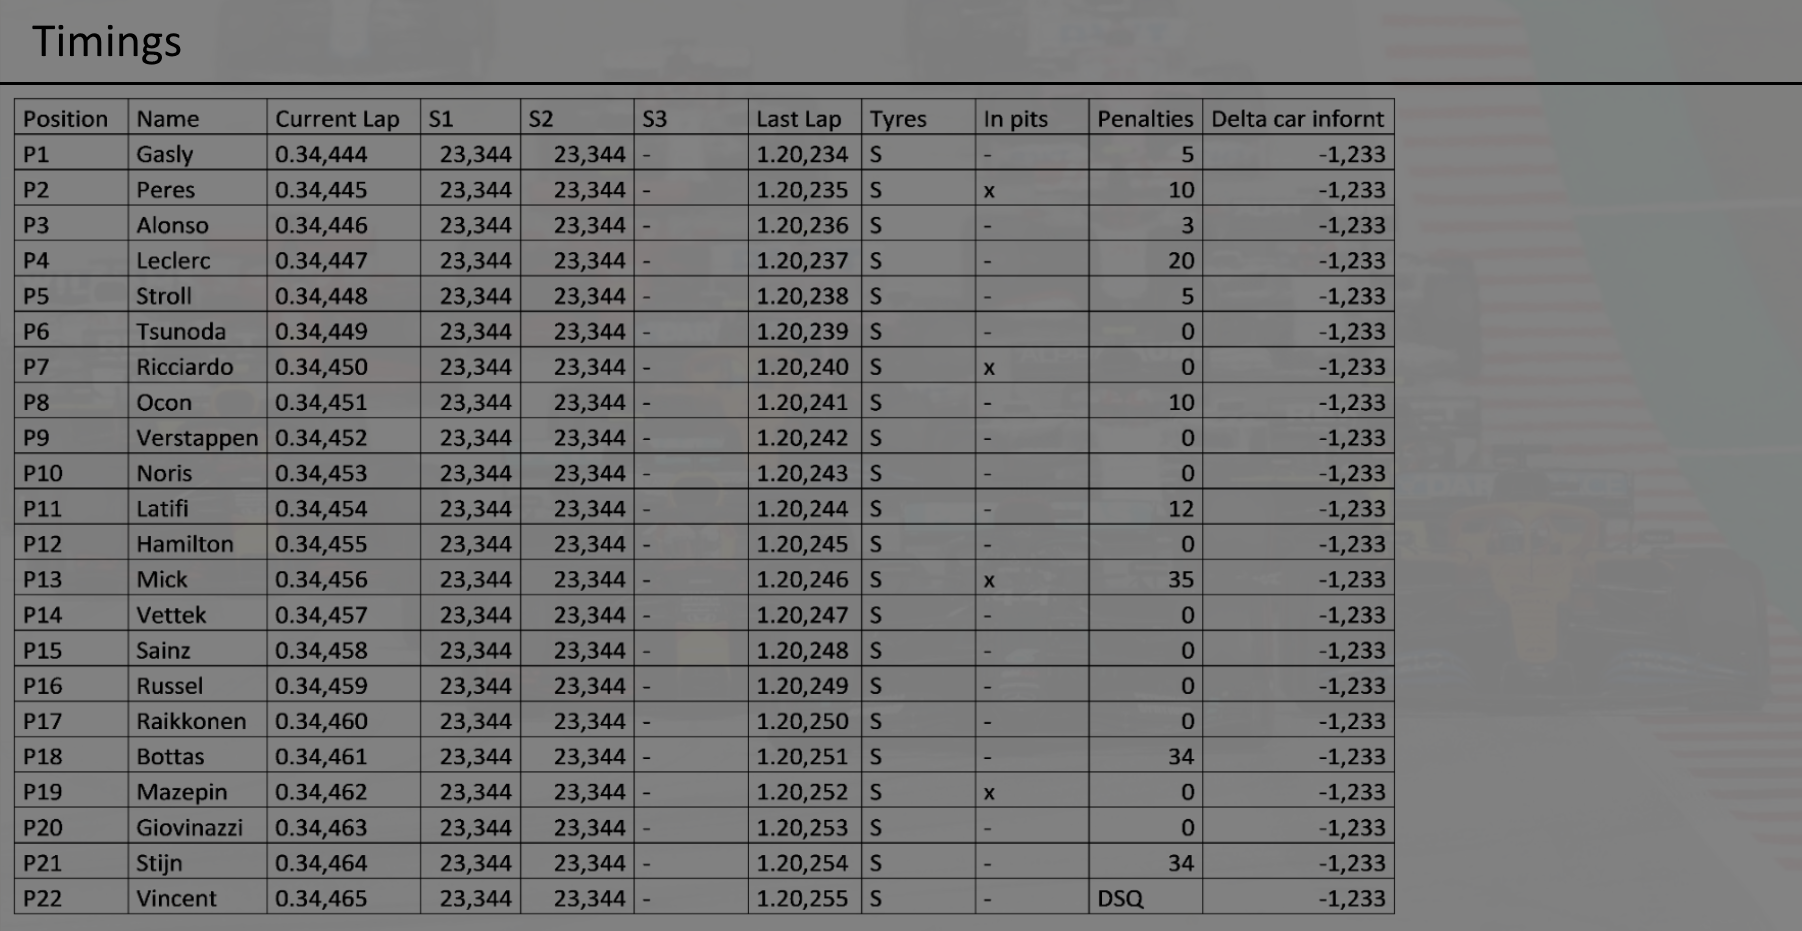 Timings
Position Name Current Lap S1 S2 S3 Last Lap Tyres In pits Penalties Delta car infornt
P1 Gasly 0.34,444 23,344 23,344 - 1.20,234 S - 5 -1,233
P2 Peres 0.34,445 23,344 23,344 - 1.20,235 S x 10 -1,233
P3 Alonso 0.34,446 23,344 23,344 - 1.20,236 S - 3 -1,233
P4 Leclerc 0.34,447 23,344 23,344 - 1.20,237 S - 20 -1,233
P5 Stroll 0.34,448 23,344 23,344 - 1.20,238 S - 5 -1,233
P6 Tsunoda 0.34,449 23,344 23,344 - 1.20,239 S - 0 -1,233
P7 Ricciardo 0.34,450 23,344 23,344 - 1.20,240 S x 0 -1,233
P8 Ocon 0.34,451 23,344 23,344 - 1.20,241 S - 10 -1,233
P9 Verstappen 0.34,452 23,344 23,344 - 1.20,242 S - 0 -1,233
P10 Noris 0.34,453 23,344 23,344 - 1.20,243 S - 0 -1,233
P11 Latifi 0.34,454 23,344 23,344 - 1.20,244 S - 12 -1,233
P12 Hamilton 0.34,455 23,344 23,344 - 1.20,245 S - 0 -1,233
P13 Mick 0.34,456 23,344 23,344 - 1.20,246 S x 35 -1,233
P14 Vettek 0.34,457 23,344 23,344 - 1.20,247 S - 0 -1,233
P15 Sainz 0.34,458 23,344 23,344 - 1.20,248 S - 0 -1,233
P16 Russel 0.34,459 23,344 23,344 - 1.20,249 S - 0 -1,233
P17 Raikkonen 0.34,460 23,344 23,344 - 1.20,250 S - 0 -1,233
P18 Bottas 0.34,461 23,344 23,344 - 1.20,251 S - 34 -1,233
P19 Mazepin 0.34,462 23,344 23,344 - 1.20,252 S x 0 -1,233
P20 Giovinazzi 0.34,463 23,344 23,344 - 1.20,253 S - 0 -1,233
P21 Stijn 0.34,464 23,344 23,344 - 1.20,254 S - 34 -1,233
P22 Vincent 0.34,465 23,344 23,344 - 1.20,255 S - DSQ -1,233